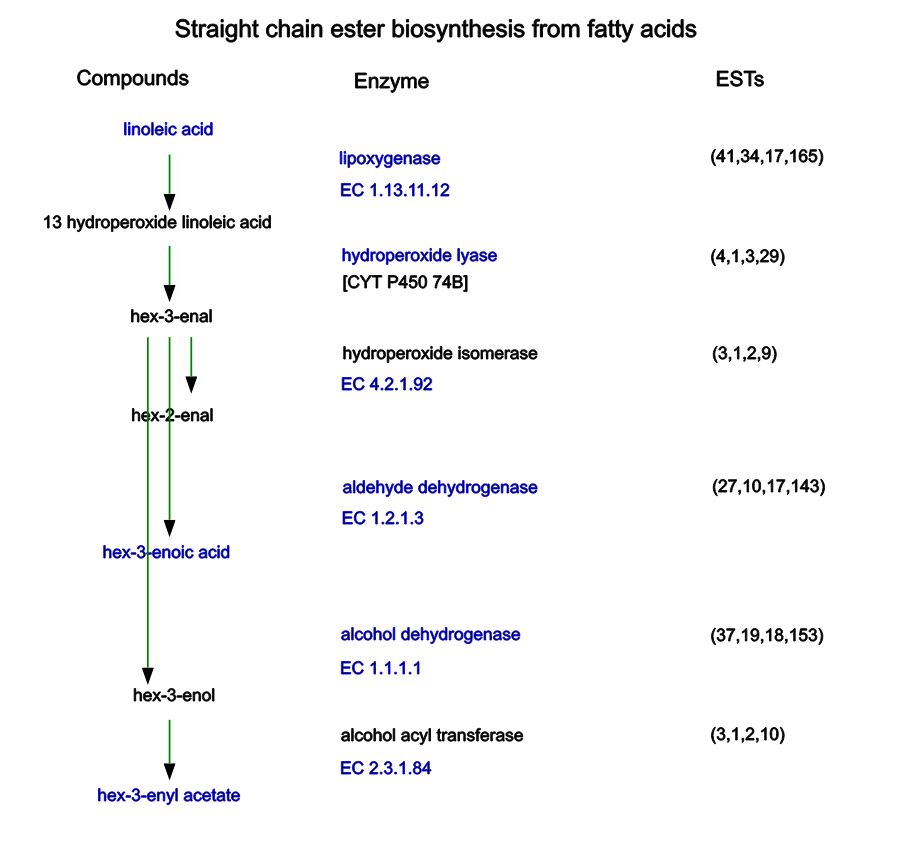 Straight chain ester biosynthesis from fatty acids
Compounds
Enzyme
ESTs
linoleic acid
lipoxygenase
(41,34,17,165)
EC 1.13.11.12
13 hydroperoxide linoleic acid
hydroperoxide lyase
(4,1,3,29)
[CYT P450 74B]
hex-3-enal
hydroperoxide isomerase
(3,1,2,9)
EC 4.2.1.92
hex-2-enal
aldehyde dehydrogenase
(27,10,17,143)
EC 1.2.1.3
hex-3-enoic acid
alcohol dehydrogenase
(37,19,18,153)
EC 1.1.1.1
hex-3-enol
alcohol acyl transferase
(3,1,2,10)
EC 2.3.1.84
hex-3-enyl acetate